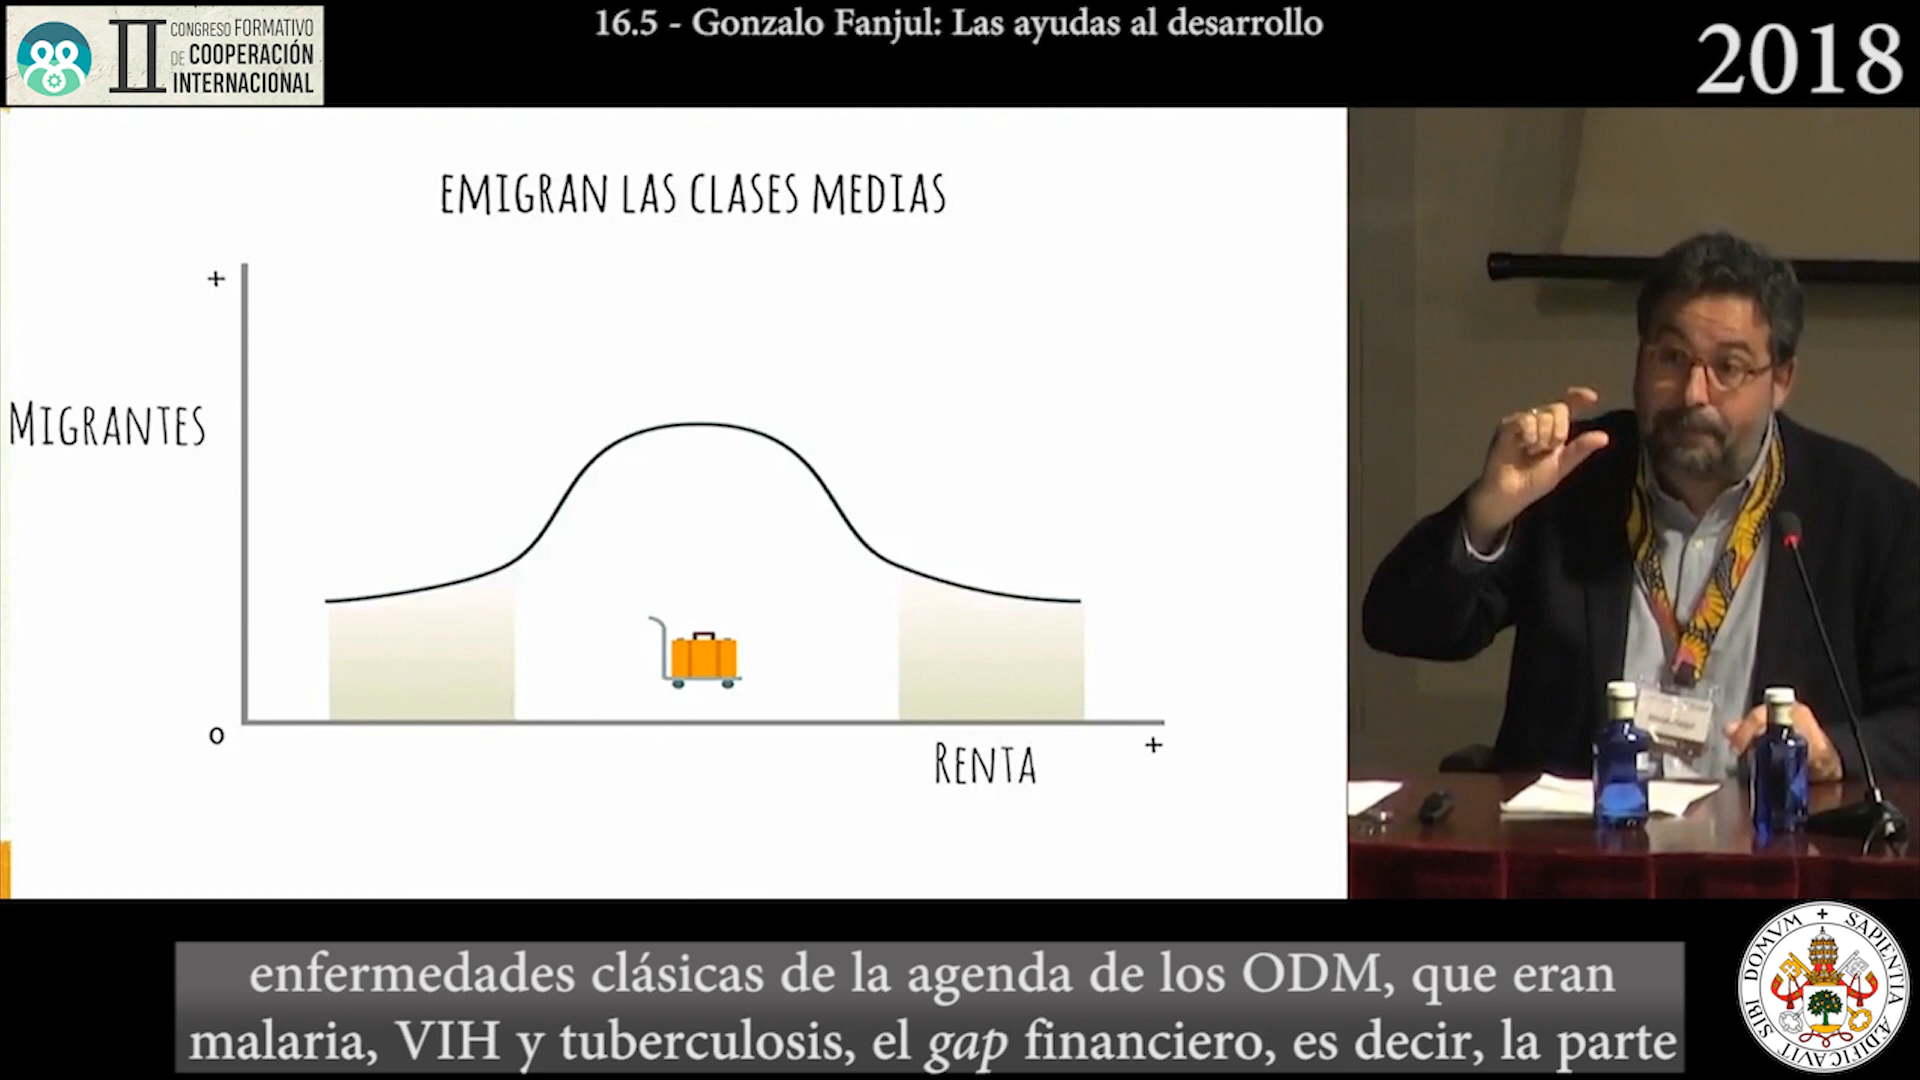 CONGRESO FORMATIVO
II DE COOPERACIÓN
INTERNACIONAL
16.5 - Gonzalo Fanjul: Las ayudas al desarrollo
2018
EMIGRAN LAS CLASES MEDIAS
+
MIGRANTES
0
RENTA
+
enfermedades clásicas de la agenda de los ODM, que eran
malaria, VIH y tuberculosis, el gap financiero, es decir, la parte
SIBI DOMVM + SAPIENTIA ÆDIFICAVIT